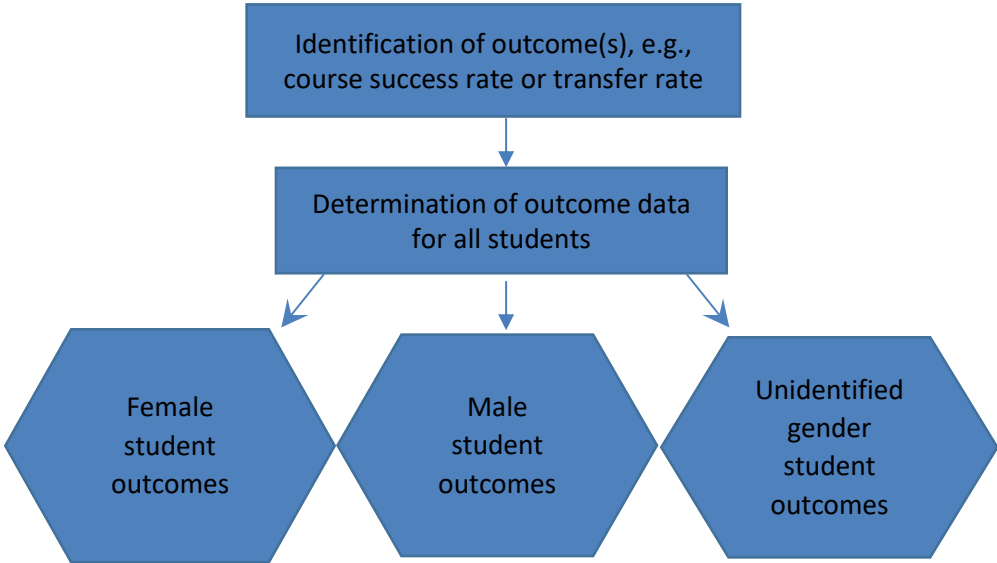 Identification of outcome(s), e.g.,
course success rate or transfer rate
Determination of outcome data
for all students
Female
student
outcomes
Male
student
outcomes
Unidentified
gender
student
outcomes